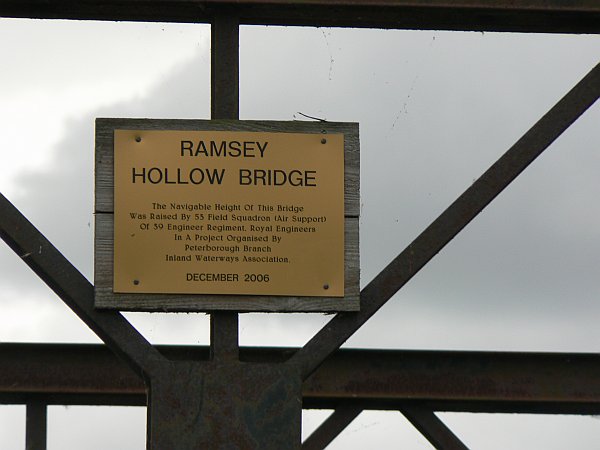 RAMSEY
HOLLOW BRIDGE
The Navigable Height Of This Bridge
Was Raised By 53 Field Squadron (Air Support)
Of 39 Engineer Regiment, Royal Engineers
In A Project Organised By
Peterborough Branch
Inland Waterways Association.
DECEMBER 2006